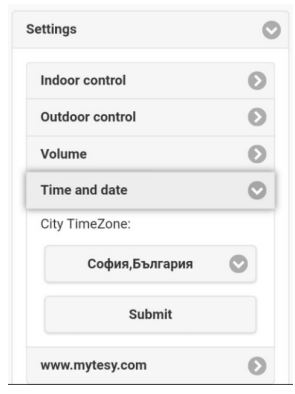 Settings
Indoor control
Outdoor control
Volume
Time and date
City TimeZone:
София,България
Submit
www.mytesy.com